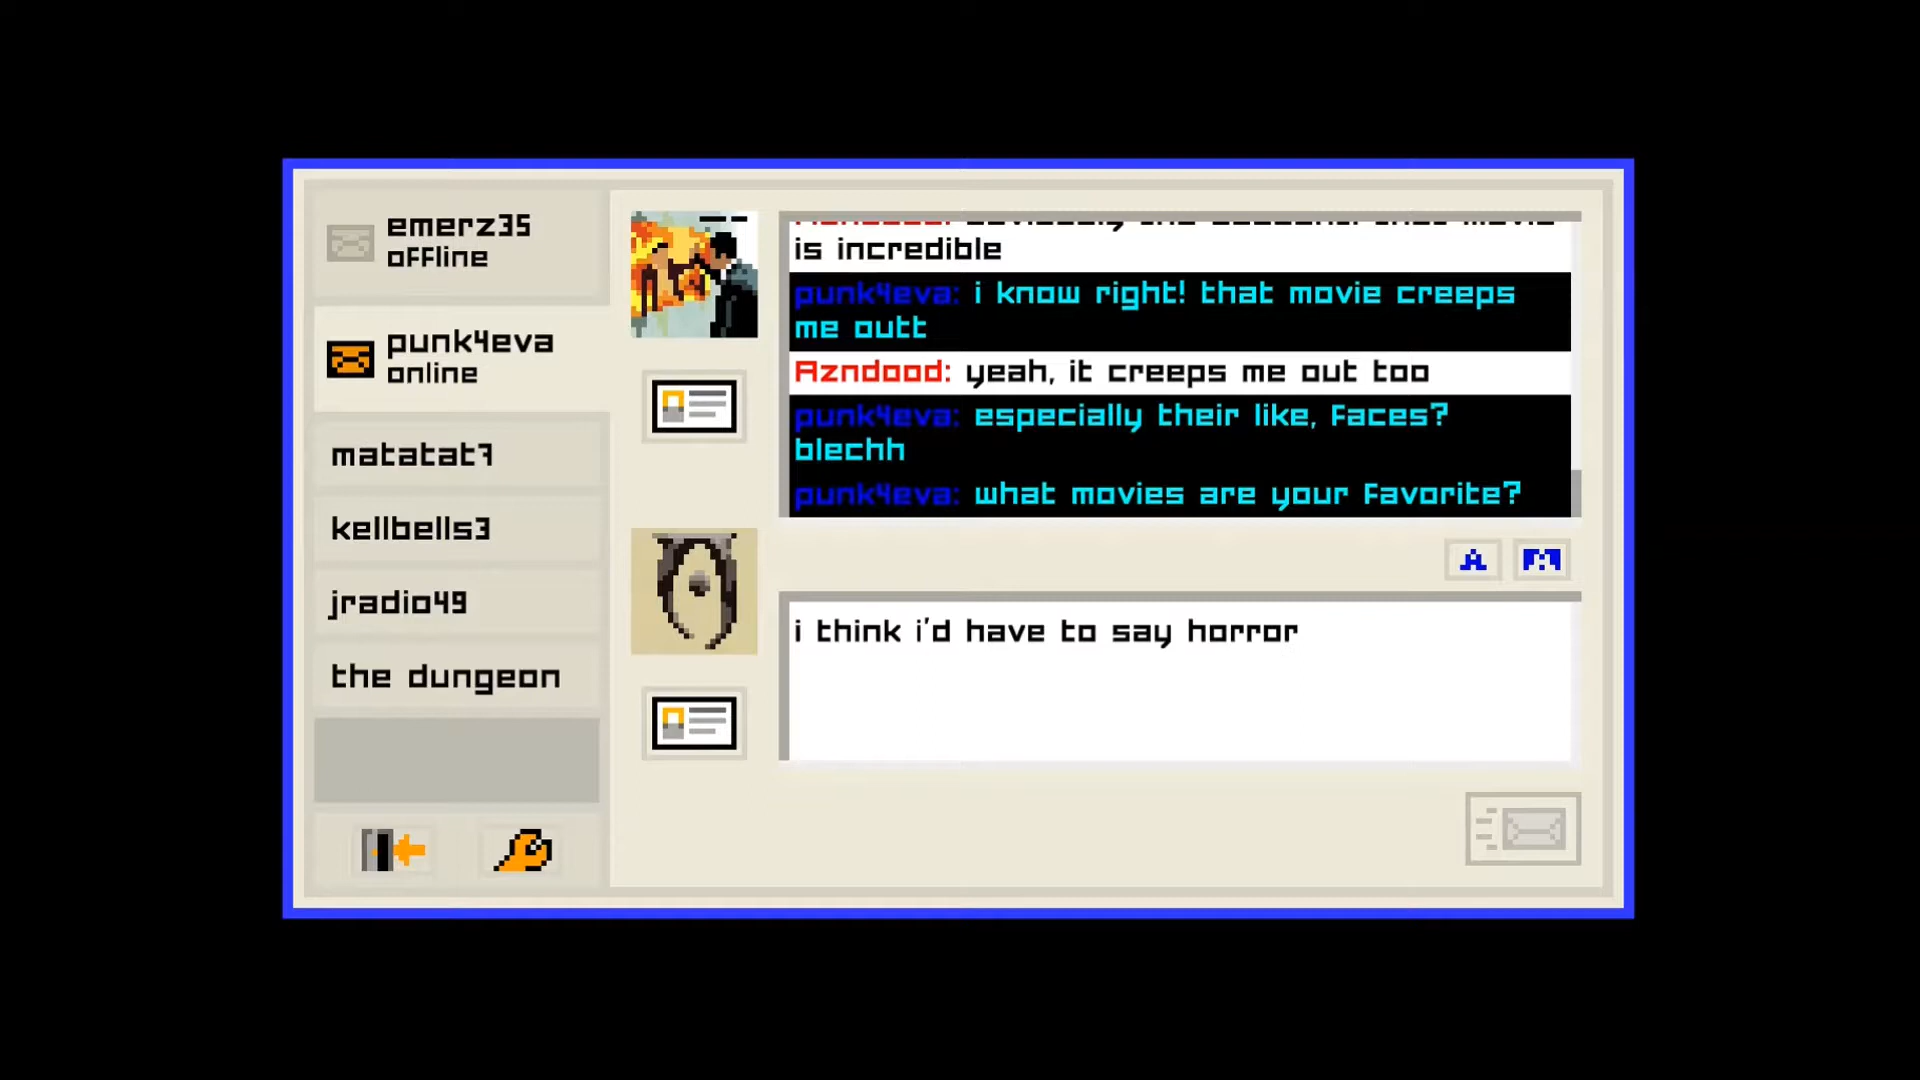 emerz35
offline
punk4eva
online
matatat7
kellbells3
jradio49
the dungeon
is incredible
punk4eva: i know right! that movie creeps
me outt
Azndood: yeah, it creeps me out too
punk4eva: especially their like, faces?
blechh
punk4eva: what movies are your favorite?
A M
i think i'd have to say horror